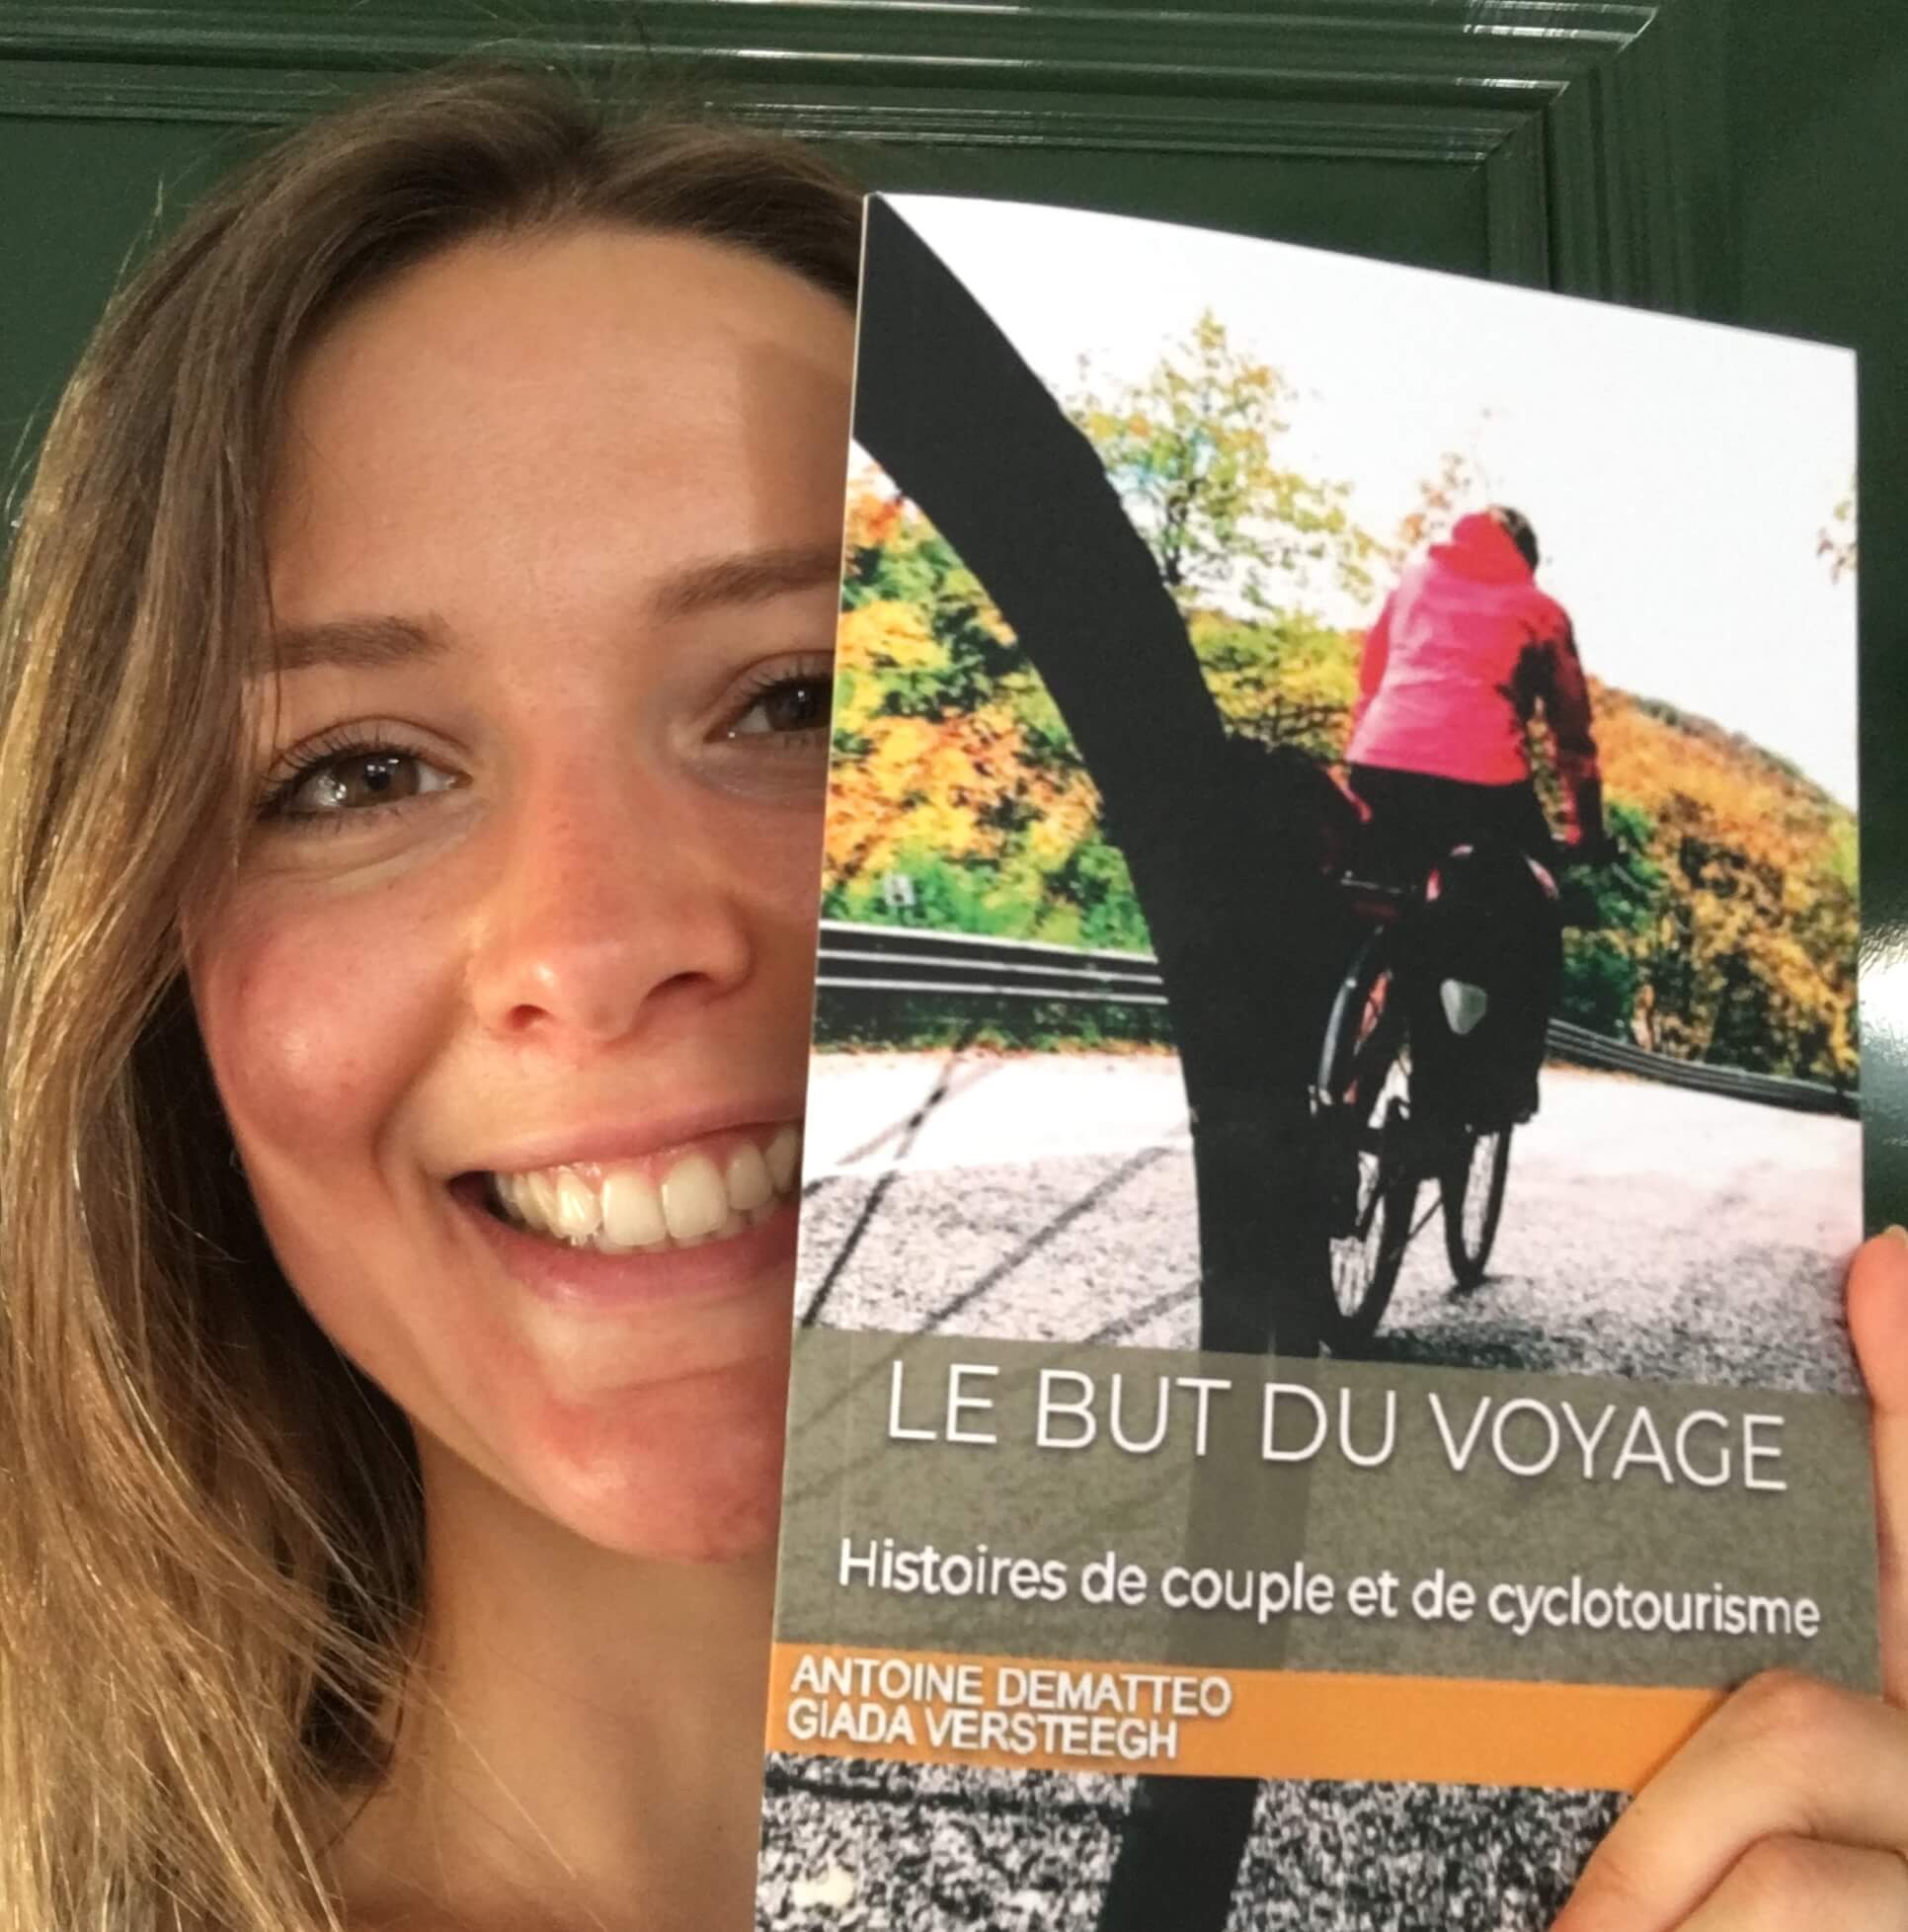 LE BUT DU VOYAGE
Histoires de couple et de cyclotourisme
ANTOINE DEMATTEO
GIADA VERSTEEGH